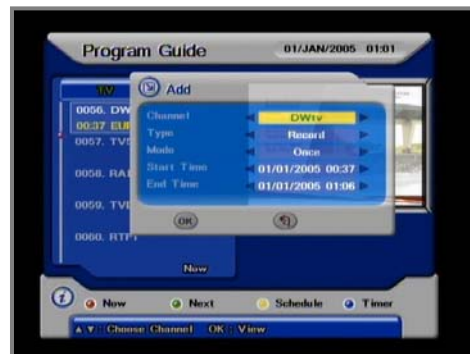 Program Guide 01/JAN/2005 01:01
TV
Add
0056. DW
00:37 EUR
0057. TV5
0058. RAI
0059. TVE
0060. RTPi
Channel DWtv
Type Record
Mode Once
Start Time 01/01/2005 00:37
End Time 01/01/2005 01:06
OK
Now
Now Next Schedule Timer
▲ ▼ : Choose Channel OK : View